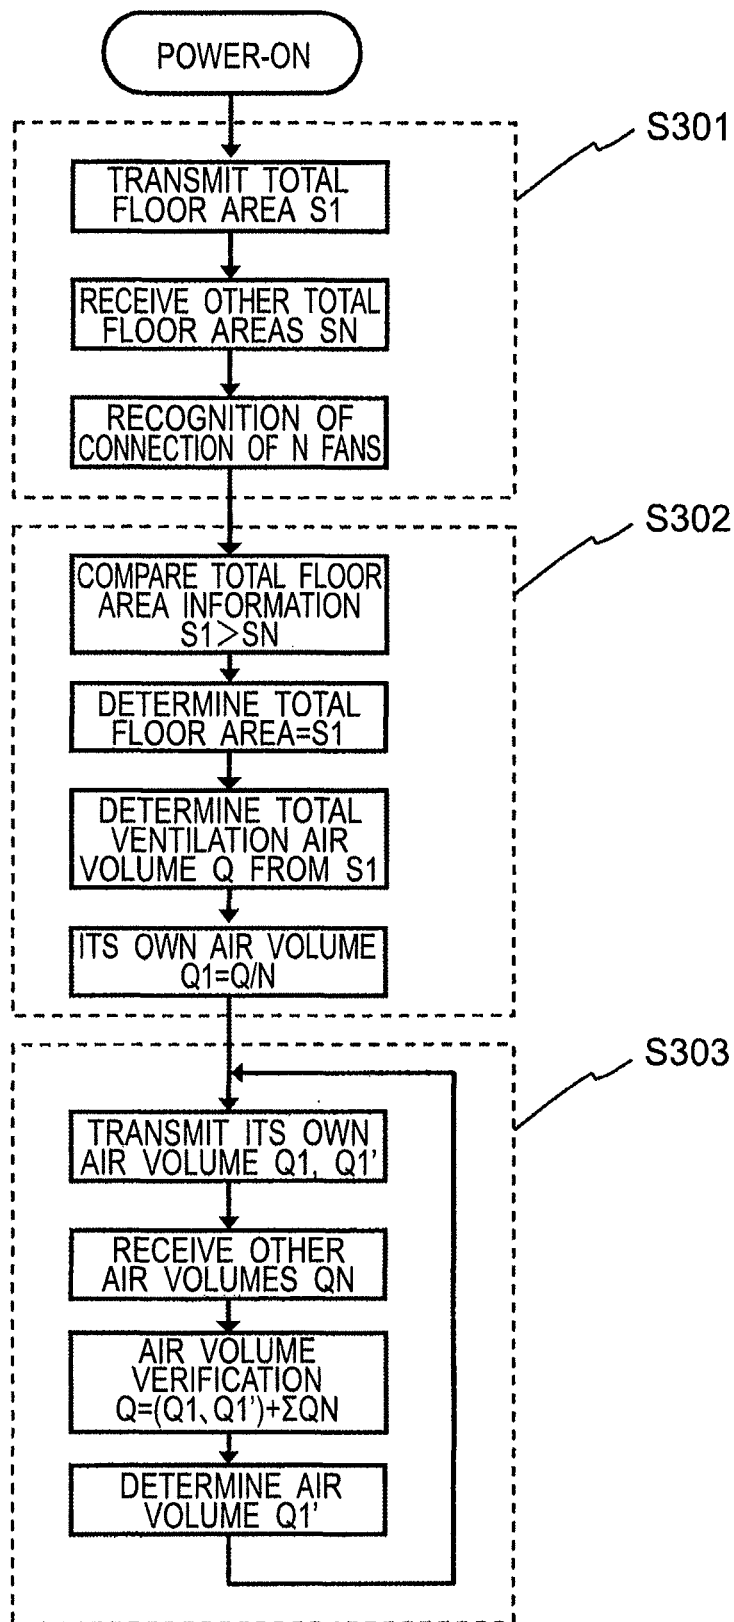 POWER-ON
S301
TRANSMIT TOTAL
FLOOR AREA S1
RECEIVE OTHER TOTAL
FLOOR AREAS SN
RECOGNITION OF
CONNECTION OF N FANS
S302
COMPARE TOTAL FLOOR
AREA INFORMATION
S1>SN
DETERMINE TOTAL
FLOOR AREA=S1
DETERMINE TOTAL
VENTILATION AIR
VOLUME Q FROM S1
ITS OWN AIR VOLUME
Q1=Q/N
S303
TRANSMIT ITS OWN
AIR VOLUME Q1, Q1'
RECEIVE OTHER
AIR VOLUMES QN
AIR VOLUME
VERIFICATION
Q=(Q1、Q1')+ΣQN
DETERMINE AIR
VOLUME Q1'